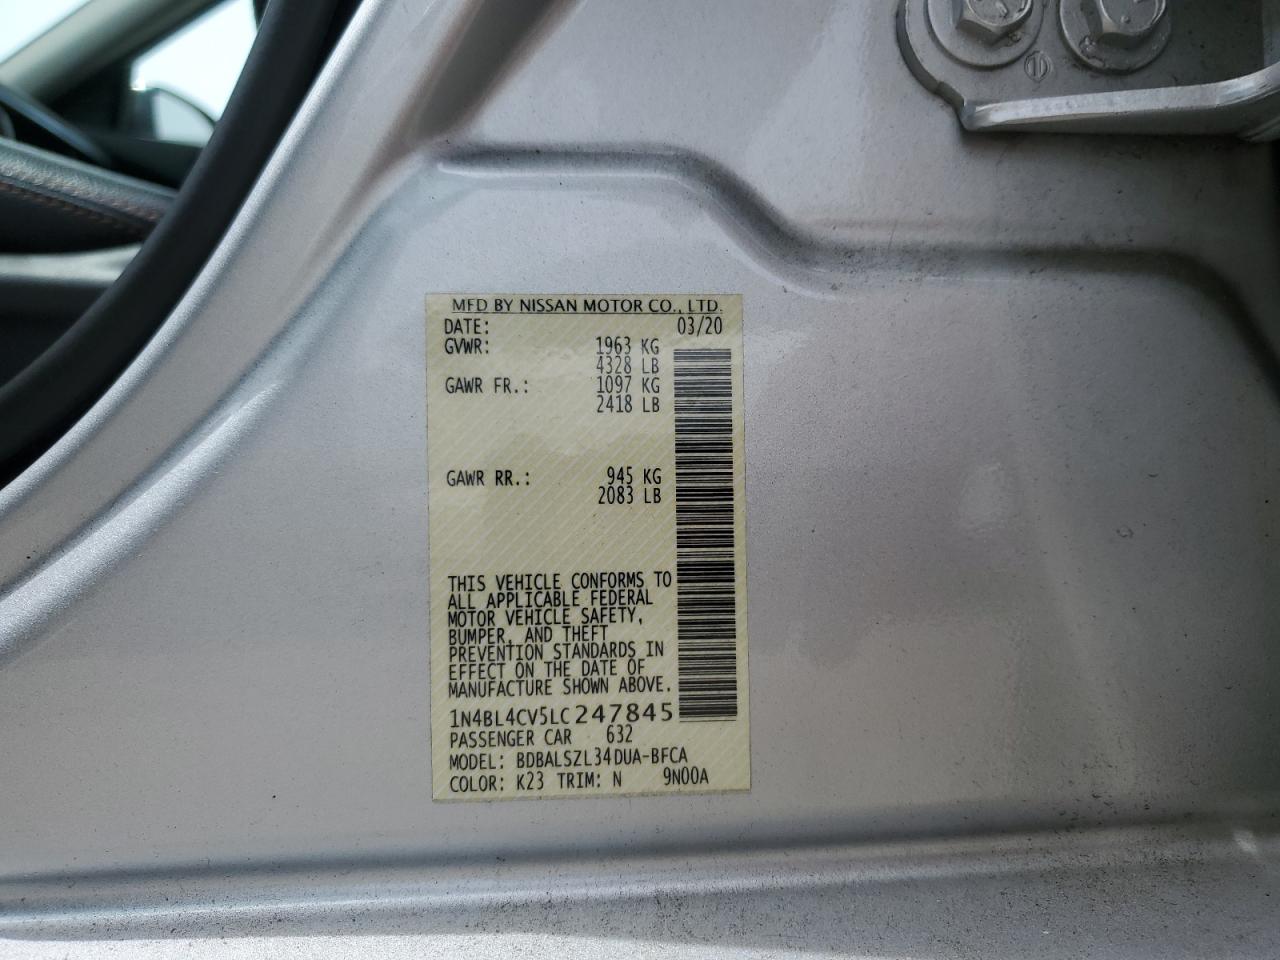 MFD BY NISSAN MOTOR CO., LTD.
DATE: 03/20
GVWR: 1963 KG
4328 LB
GAWR FR.: 1097 KG
2418 LB
GAWR RR.: 945 KG
2083 LB
THIS VEHICLE CONFORMS TO
ALL APPLICABLE FEDERAL
MOTOR VEHICLE SAFETY,
BUMPER, AND THEFT
PREVENTION STANDARDS IN
EFFECT ON THE DATE OF
MANUFACTURE SHOWN ABOVE.
1N4BL4CV5LC247845
PASSENGER CAR 632
MODEL: BDBALSZL34DUA-BFCA
COLOR: K23 TRIM: N 9N00A